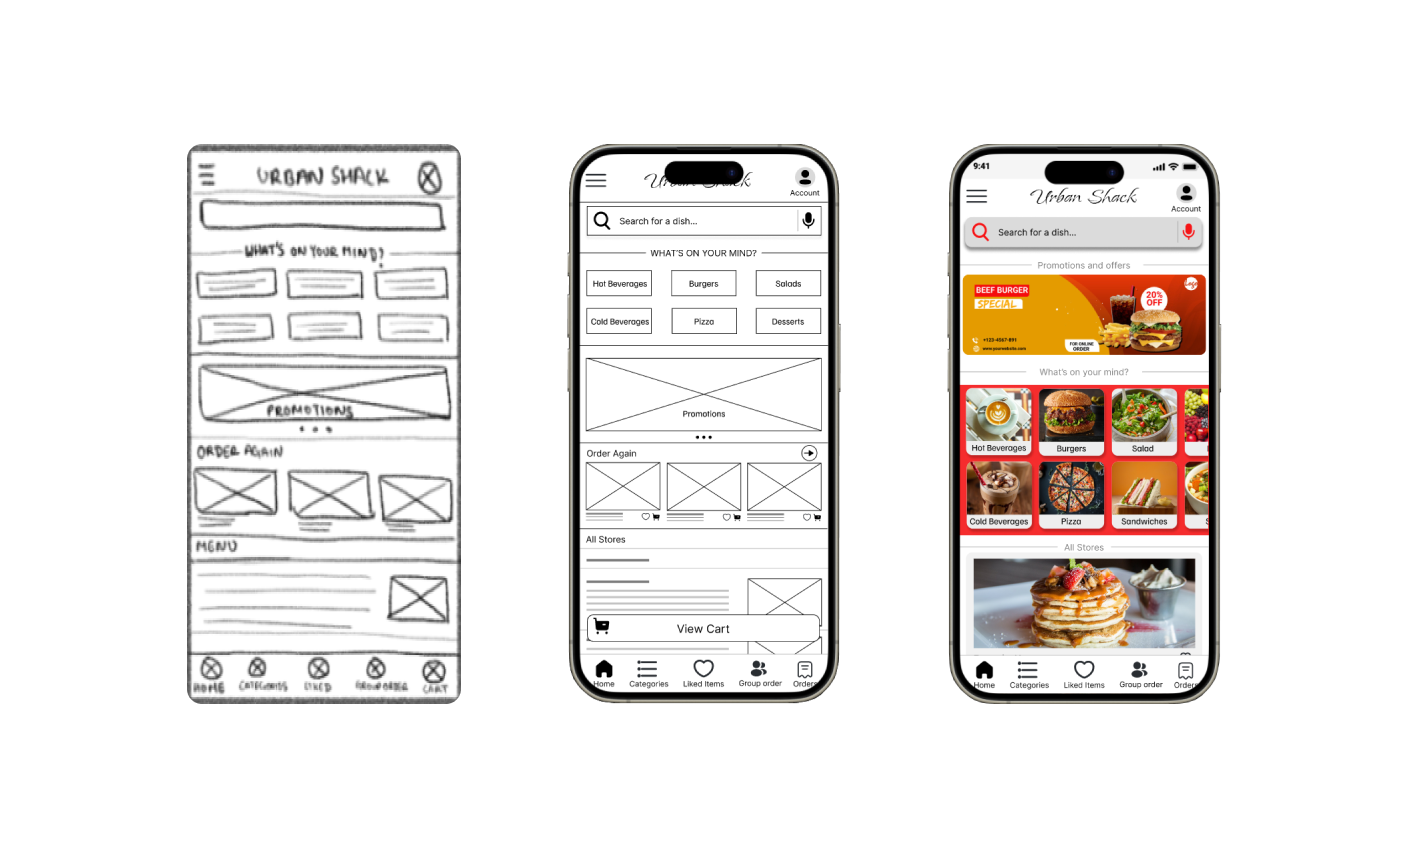 URBAN SHACK
WHAT'S ON YOUR MIND?
PROMOTIONS
ORDER AGAIN
MENU
HOME CATEGORIES LIKED GROUP ORDER CART
Urban Shack
Account
Search for a dish...
WHAT'S ON YOUR MIND?
Hot Beverages Burgers Salads
Cold Beverages Pizza Desserts
Promotions
Order Again
All Stores
View Cart
Home Categories Liked Items Group order Orders
9:41
Urban Shack
Account
Search for a dish...
Promotions and offers
BEEF BURGER
SPECIAL
20%
OFF
Logo
+123-4567-891
www.yourwebsite.com
FOR ONLINE
ORDER
What's on your mind?
Hot Beverages Burgers Salad
Cold Beverages Pizza Sandwiches
All Stores
Home Categories Liked Items Group order Orders